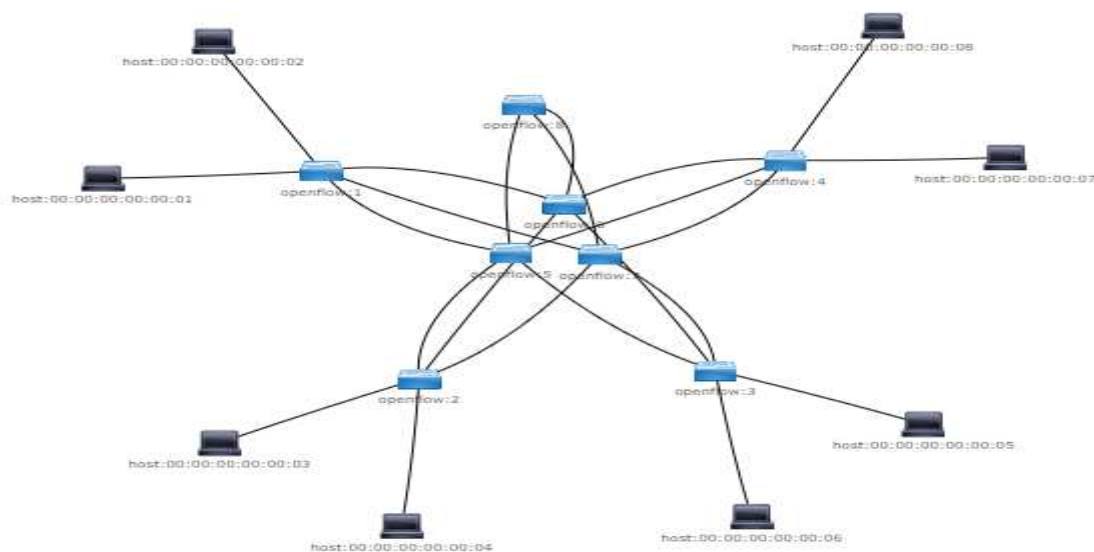 host:00:00:00:00:00:02
host:00:00:00:00:00:08
openflow:8
host:00:00:00:00:00:01
openflow:1
openflow:4
host:00:00:00:00:00:07
openflow:5
openflow:2
openflow:3
host:00:00:00:00:00:03
host:00:00:00:00:00:05
host:00:00:00:00:00:04
host:00:00:00:00:00:06